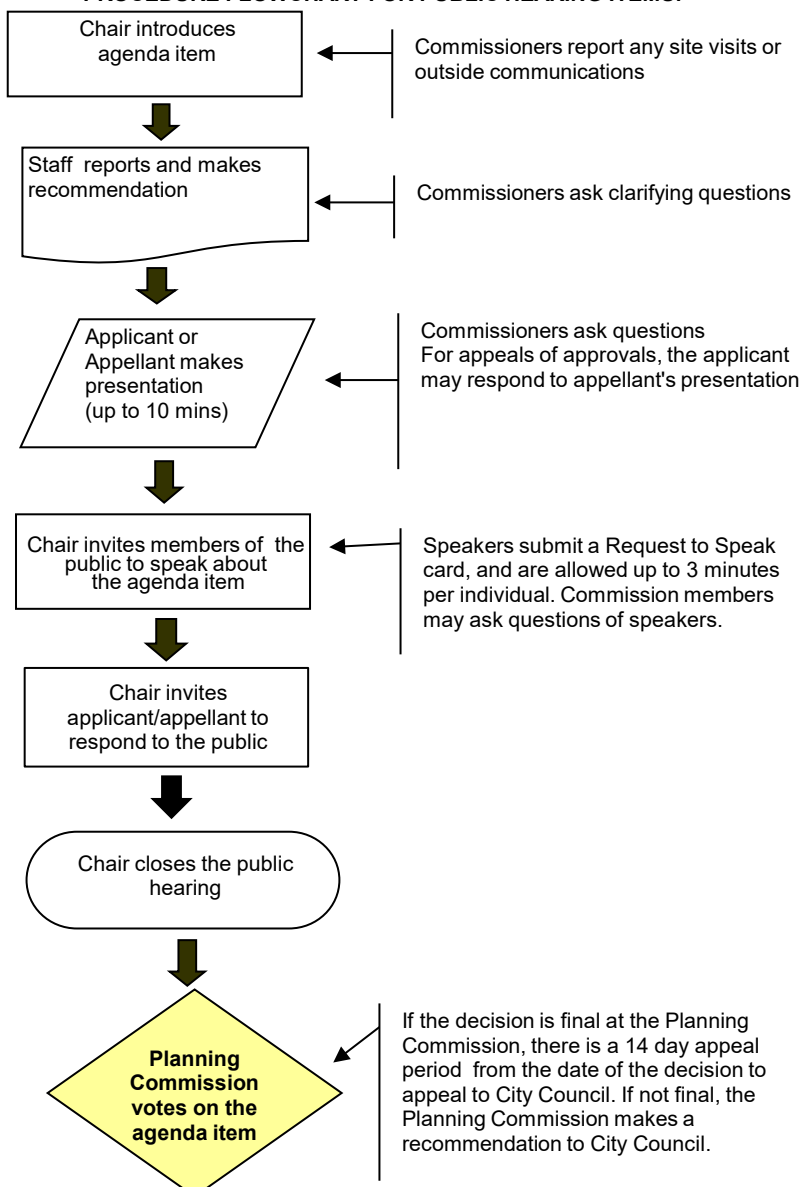 PROCEDURE FLOWCHART FOR PUBLIC HEARING ITEMS:
Chair introduces
agenda item
Commissioners report any site visits or
outside communications
Staff reports and makes
recommendation
Commissioners ask clarifying questions
Applicant or
Appellant makes
presentation
(up to 10 mins)
Commissioners ask questions
For appeals of approvals, the applicant
may respond to appellant's presentation
Chair invites members of the
public to speak about
the agenda item
Speakers submit a Request to Speak
card, and are allowed up to 3 minutes
per individual. Commission members
may ask questions of speakers.
Chair invites
applicant/appellant to
respond to the public
Chair closes the public
hearing
Planning
Commission
votes on the
agenda item
If the decision is final at the Planning
Commission, there is a 14 day appeal
period from the date of the decision to
appeal to City Council. If not final, the
Planning Commission makes a
recommendation to City Council.